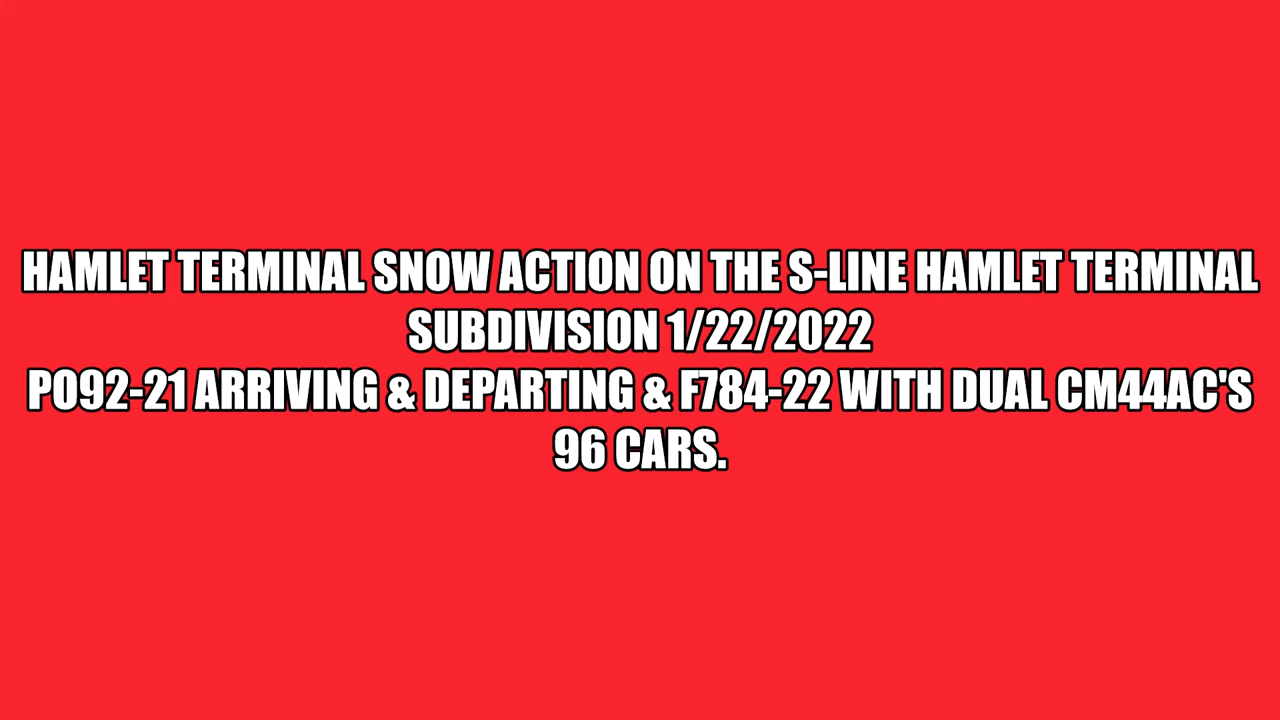 HAMLET TERMINAL SNOW ACTION ON THE S-LINE HAMLET TERMINAL
SUBDIVISION 1/22/2022
P092-21 ARRIVING & DEPARTING & F784-22 WITH DUAL CM44AC'S
96 CARS.